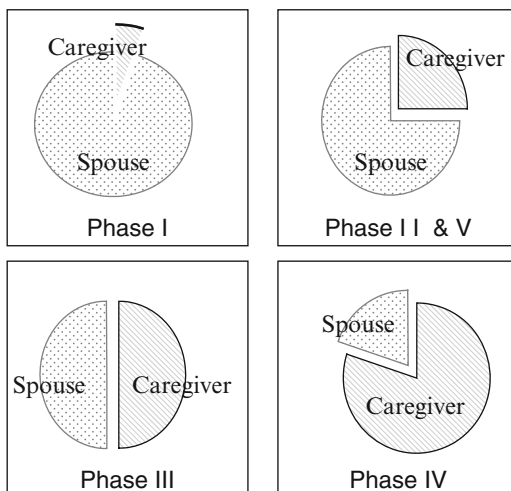 Caregiver
Spouse
Phase I
Caregiver
Spouse
Phase I I & V
Spouse
Caregiver
Phase III
Spouse
Caregiver
Phase IV